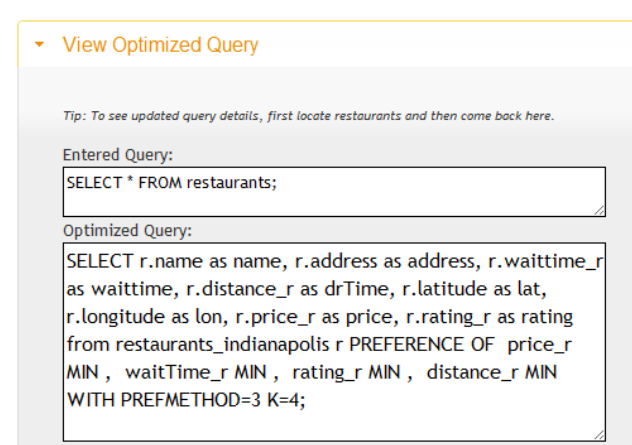 View Optimized Query
Tip: To see updated query details, first locate restaurants and then come back here.
Entered Query:
SELECT * FROM restaurants;
Optimized Query:
SELECT r.name as name, r.address as address, r.waittime_r
as waittime, r.distance_r as drTime, r.latitude as lat,
r.longitude as lon, r.price_r as price, r.rating_r as rating
from restaurants_indianapolis r PREFERENCE OF price_r
MIN , waitTime_r MIN , rating_r MIN , distance_r MIN
WITH PREFMETHOD=3 K=4;